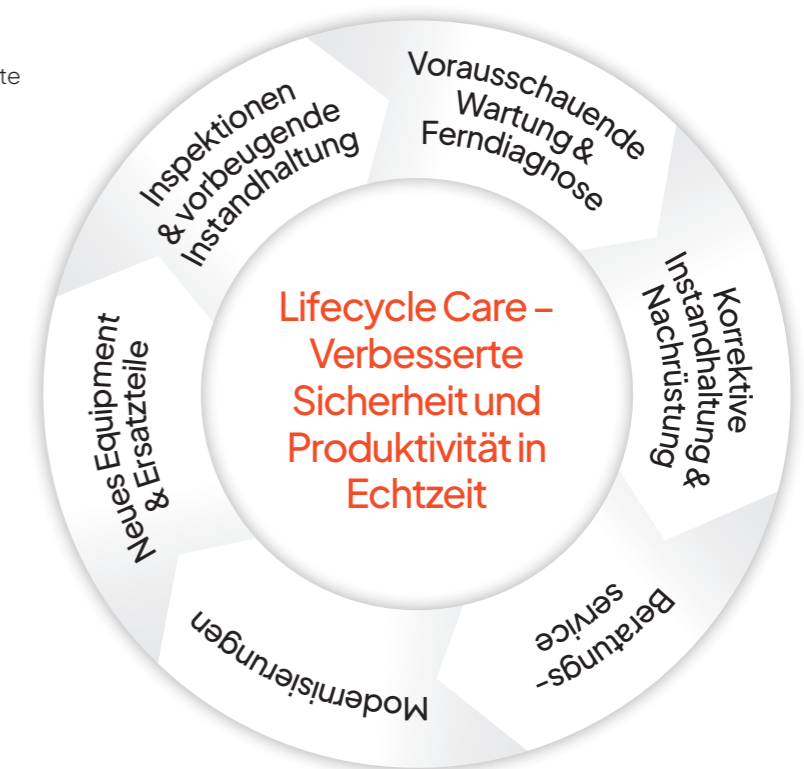 te
Inspektionen
& vorbeugende
Instandhaltung
Vorausschauende
Wartung &
Ferndiagnose
Korrektive
Instandhaltung &
Nachrüstung
Beratungs-
service
Modernisierungen
Neues Equipment
& Ersatzteile
Lifecycle Care –
Verbesserte
Sicherheit und
Produktivität in
Echtzeit